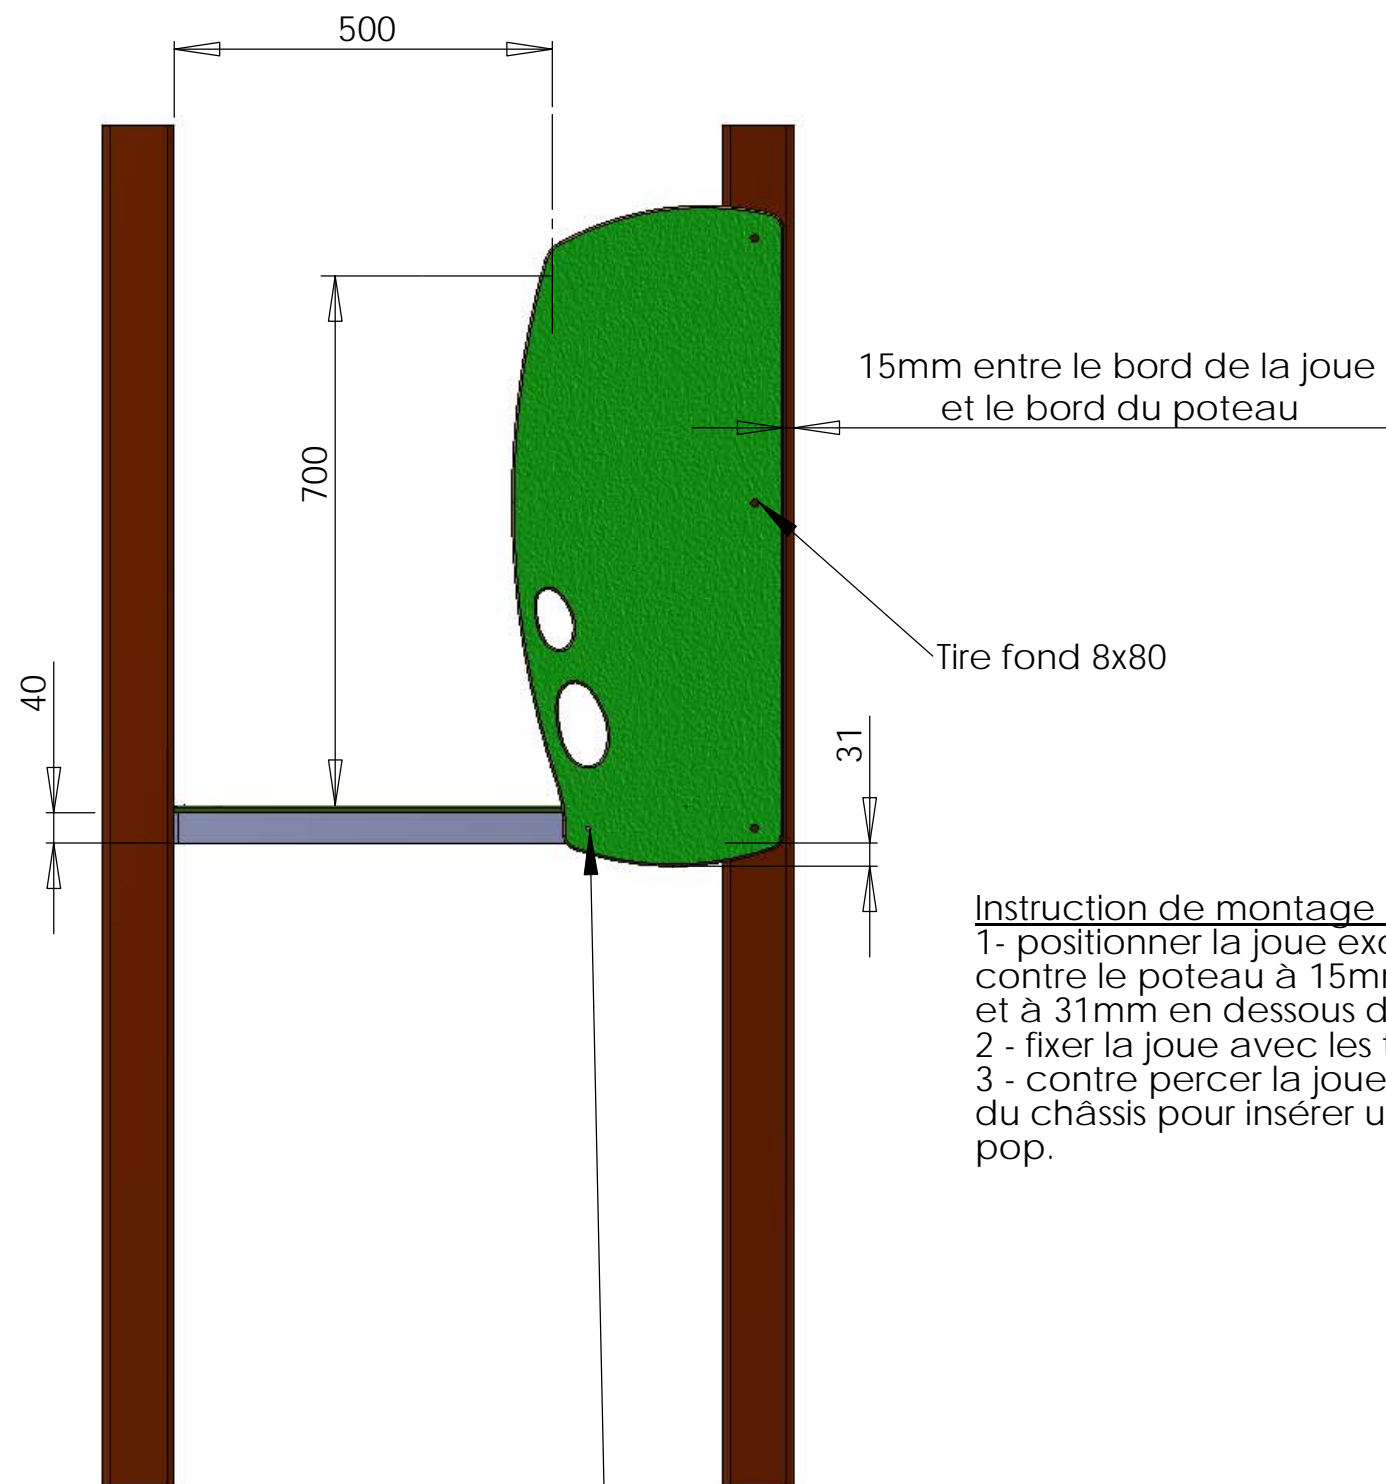 500
15mm entre le bord de la joue
et le bord du poteau
700
Tire fond 8x80
40
31
Instruction de montage
1- positionner la joue
contre le poteau à 15mm
et à 31mm en dessous
2 - fixer la joue avec les
3 - contre percer la joue
du châssis pour insérer
pop.